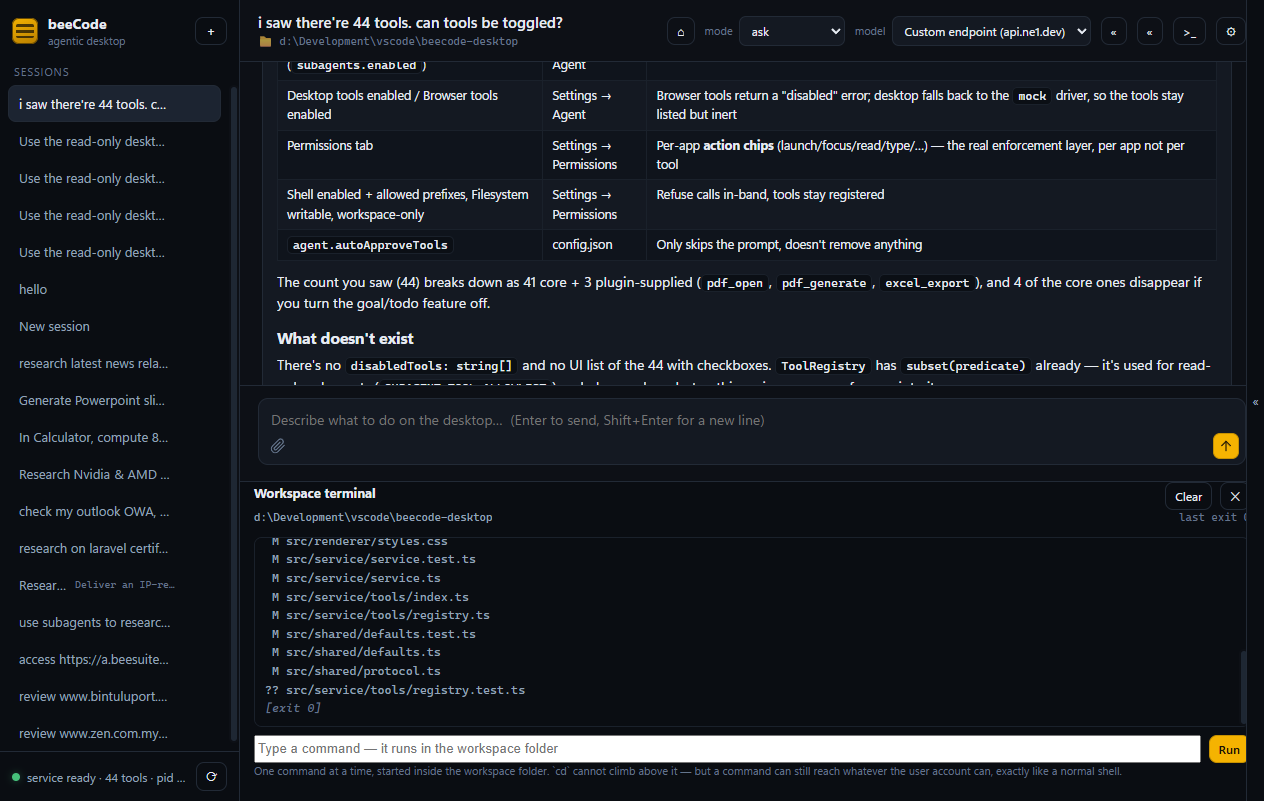 beeCode
agentic desktop
+
SESSIONS
i saw there're 44 tools. c...
Use the read-only deskt...
Use the read-only deskt...
Use the read-only deskt...
Use the read-only deskt...
hello
New session
research latest news rela...
Generate Powerpoint sli...
In Calculator, compute 8...
Research Nvidia & AMD ...
check my outlook OWA, ...
research on laravel certif...
Resear... Deliver an IP-re…
use subagents to researc...
access https://a.beesuite...
review www.bintuluport....
review www.zen.com.my...
service ready · 44 tools · pid ...
i saw there're 44 tools. can tools be toggled?
d:\Development\vscode\beecode-desktop
mode ask model Custom endpoint (api.ne1.dev) « « >_
( subagents.enabled ) Agent
Desktop tools enabled / Browser tools enabled
Settings → Agent
Browser tools return a "disabled" error; desktop falls back to the mock driver, so the tools stay
listed but inert
Permissions tab
Settings → Permissions
Per-app action chips (launch/focus/read/type/...) — the real enforcement layer, per app not per
tool
Shell enabled + allowed prefixes, Filesystem
writable, workspace-only
Settings → Permissions
Refuse calls in-band, tools stay registered
agent.autoApproveTools config.json Only skips the prompt, doesn't remove anything
The count you saw (44) breaks down as 41 core + 3 plugin-supplied ( pdf_open , pdf_generate , excel_export ), and 4 of the core ones disappear if
you turn the goal/todo feature off.
What doesn't exist
There's no disabledTools: string[] and no UI list of the 44 with checkboxes. ToolRegistry has subset(predicate) already — it's used for read-
Describe what to do on the desktop... (Enter to send, Shift+Enter for a new line)
«
Workspace terminal
Clear
d:\Development\vscode\beecode-desktop
last exit
M src/renderer/styles.css
M src/service/service.test.ts
M src/service/service.ts
M src/service/tools/index.ts
M src/service/tools/registry.ts
M src/shared/defaults.test.ts
M src/shared/defaults.ts
M src/shared/protocol.ts
?? src/service/tools/registry.test.ts
[exit 0]
Type a command — it runs in the workspace folder
Run
One command at a time, started inside the workspace folder. `cd` cannot climb above it — but a command can still reach whatever the user account can, exactly like a normal shell.